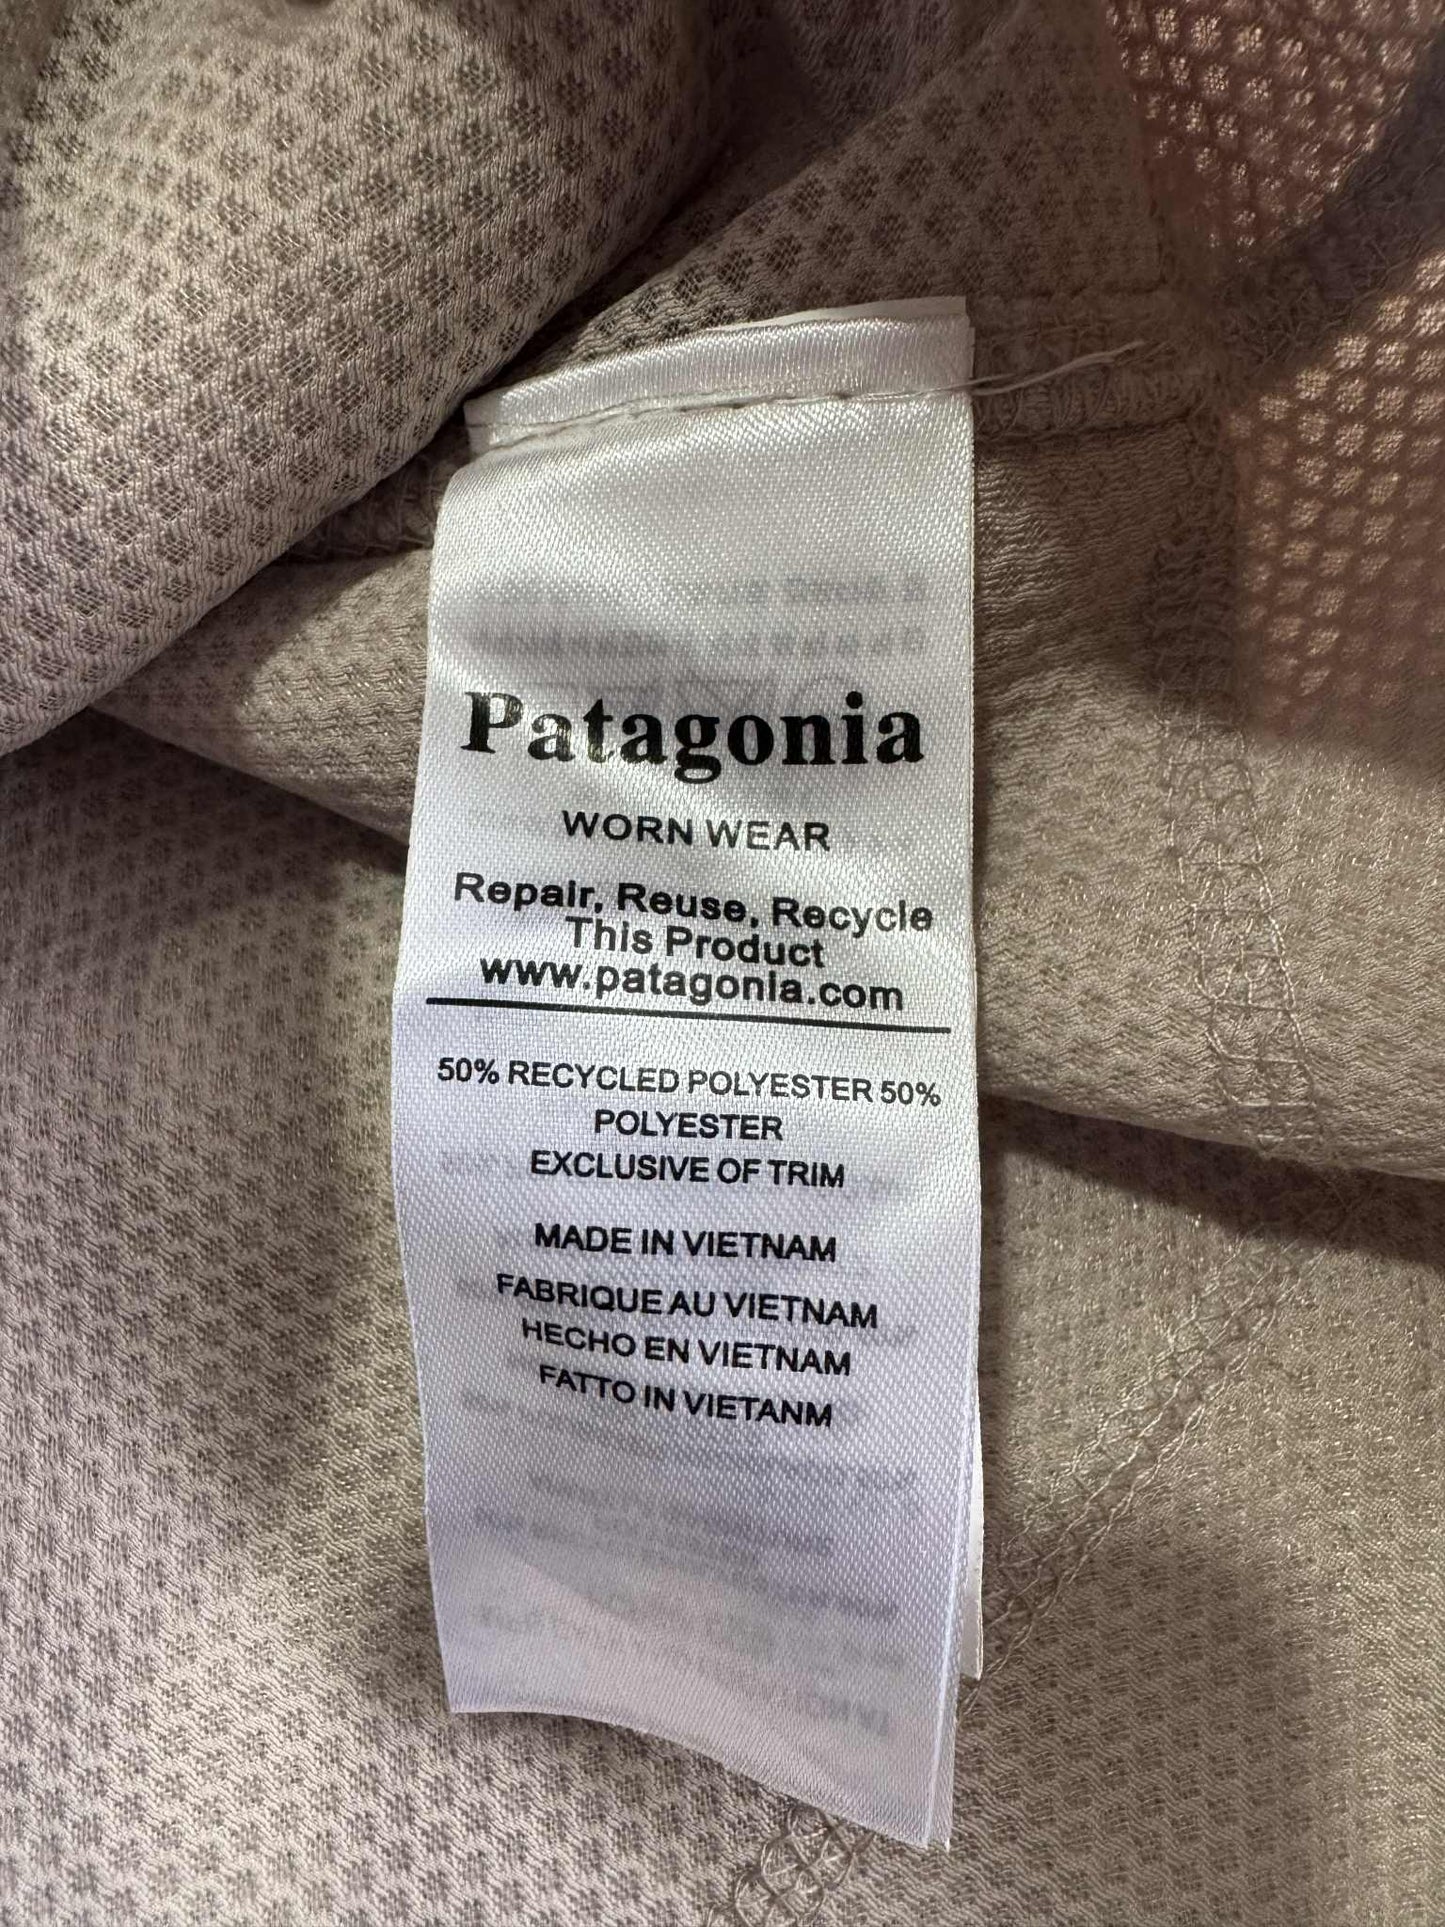 Patagonia
WORN WEAR
Repair, Reuse, Recycle
This Product
www.patagonia.com
50% RECYCLED POLYESTER 50%
POLYESTER
EXCLUSIVE OF TRIM
MADE IN VIETNAM
FABRIQUE AU VIETNAM
HECHO EN VIETNAM
FATTO IN VIETANM